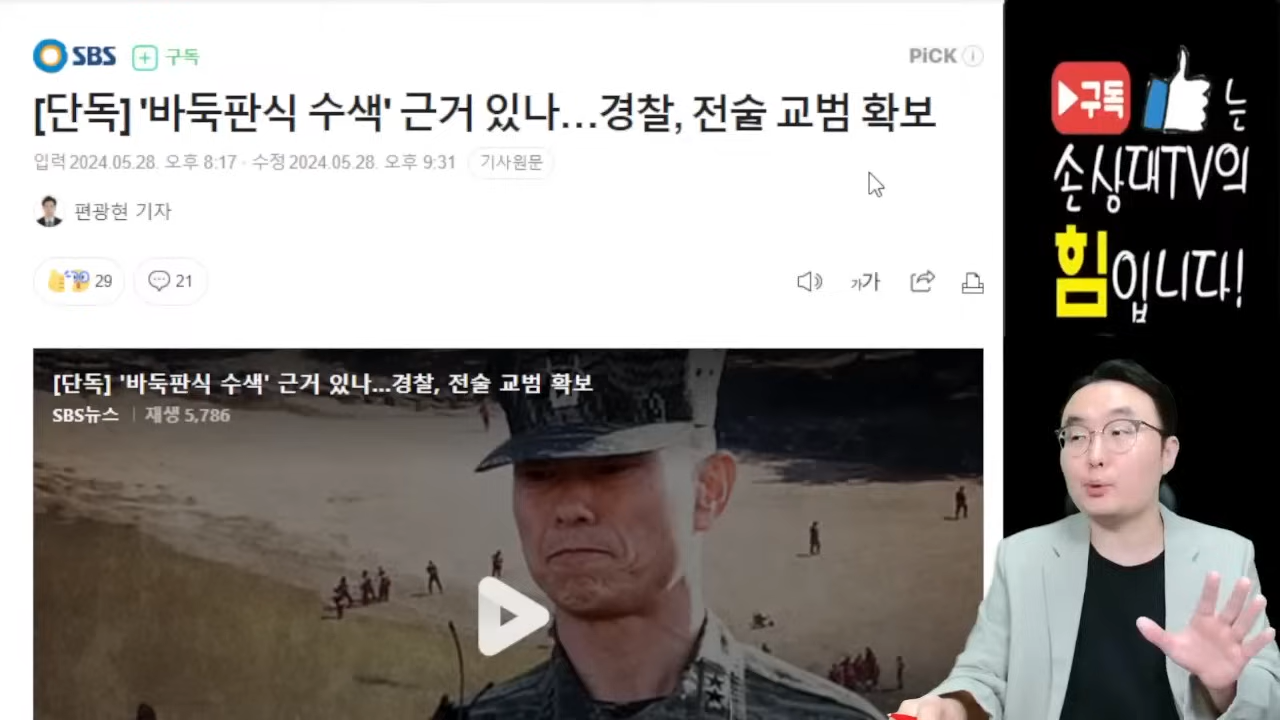 SBS 구독 PiCK
[단독] '바둑판식 수색' 근거 있나…경찰, 전술 교범 확보
입력 2024.05.28. 오후 8:17 · 수정 2024.05.28. 오후 9:31 기사원문
편광현 기자
29 21 가가
[단독] '바둑판식 수색' 근거 있나...경찰, 전술 교범 확보
SBS뉴스 | 재생 5,786
구독 는
손상대TV의
힘입니다!